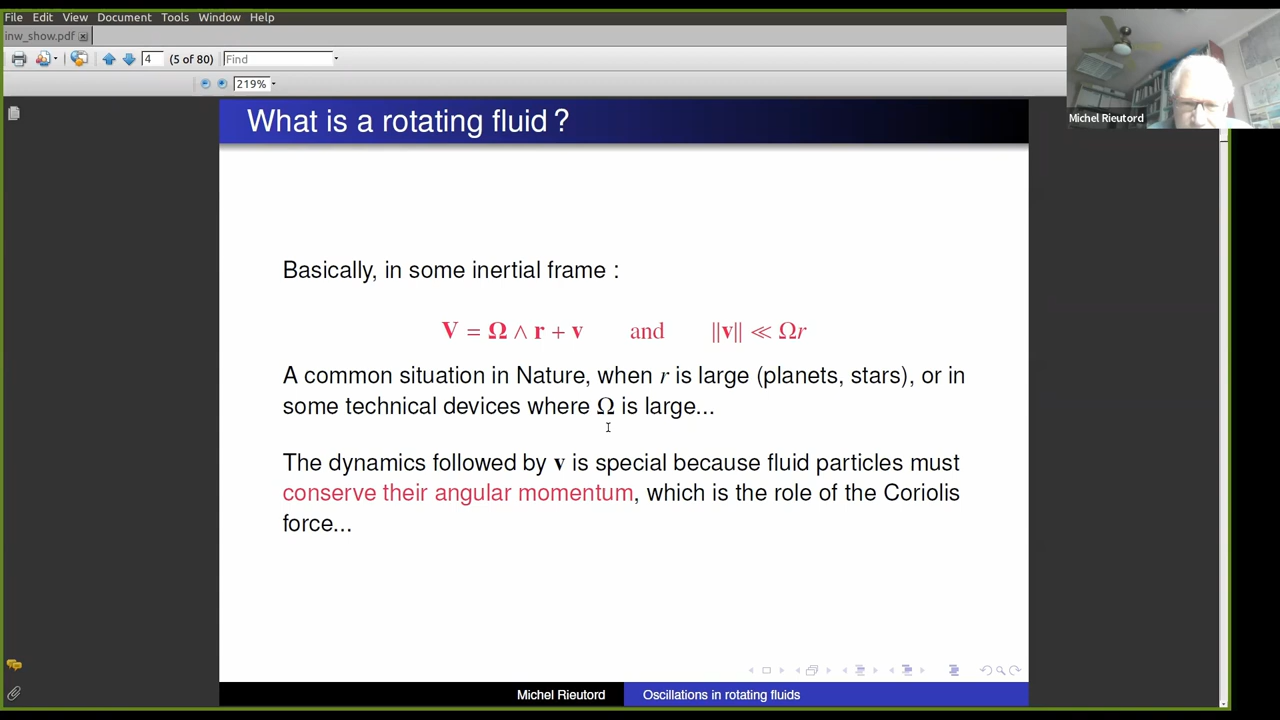 File Edit View Document Tools Window Help
inw_show.pdf
4 (5 of 80) Find
219%
Michel Rieutord
What is a rotating fluid ?
Basically, in some inertial frame :
V = Ω ∧ r + v and ‖v‖ ≪ Ωr
A common situation in Nature, when r is large (planets, stars), or in
some technical devices where Ω is large...
The dynamics followed by v is special because fluid particles must
conserve their angular momentum, which is the role of the Coriolis
force...
Michel Rieutord Oscillations in rotating fluids